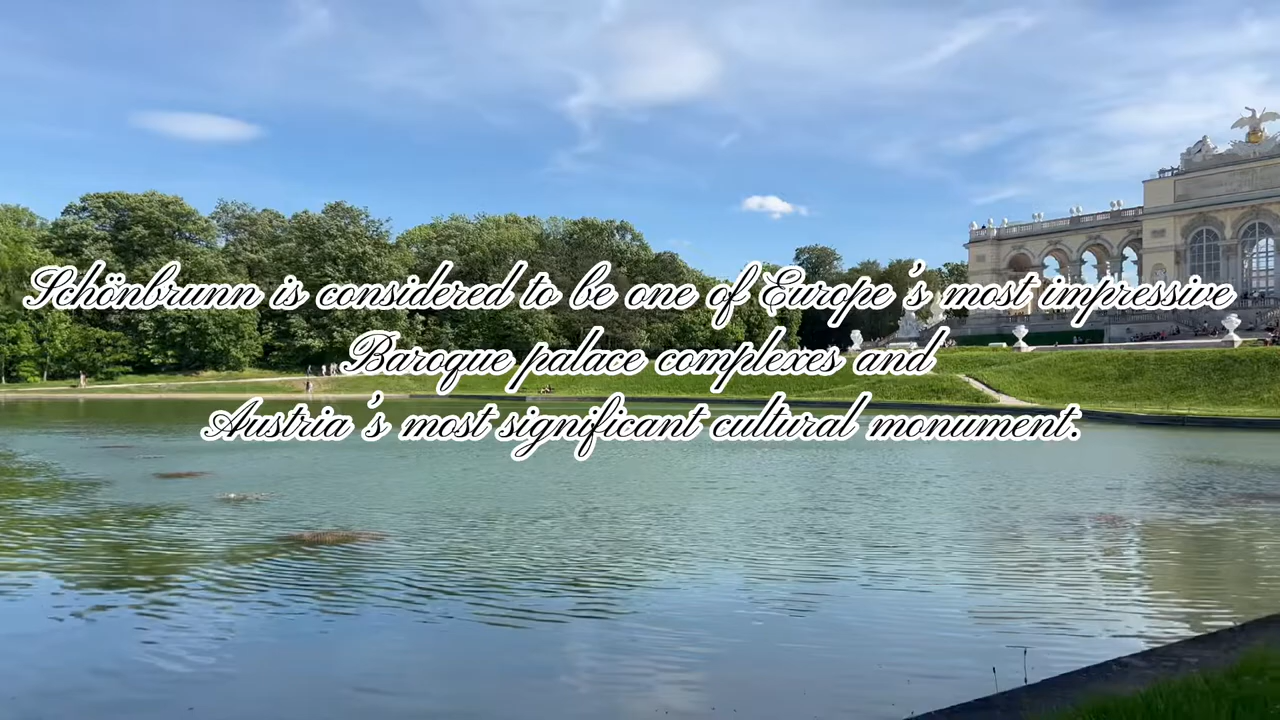 Schönbrunn is considered to be one of Europe's most impressive
Baroque palace complexes and
Austria's most significant cultural monument.